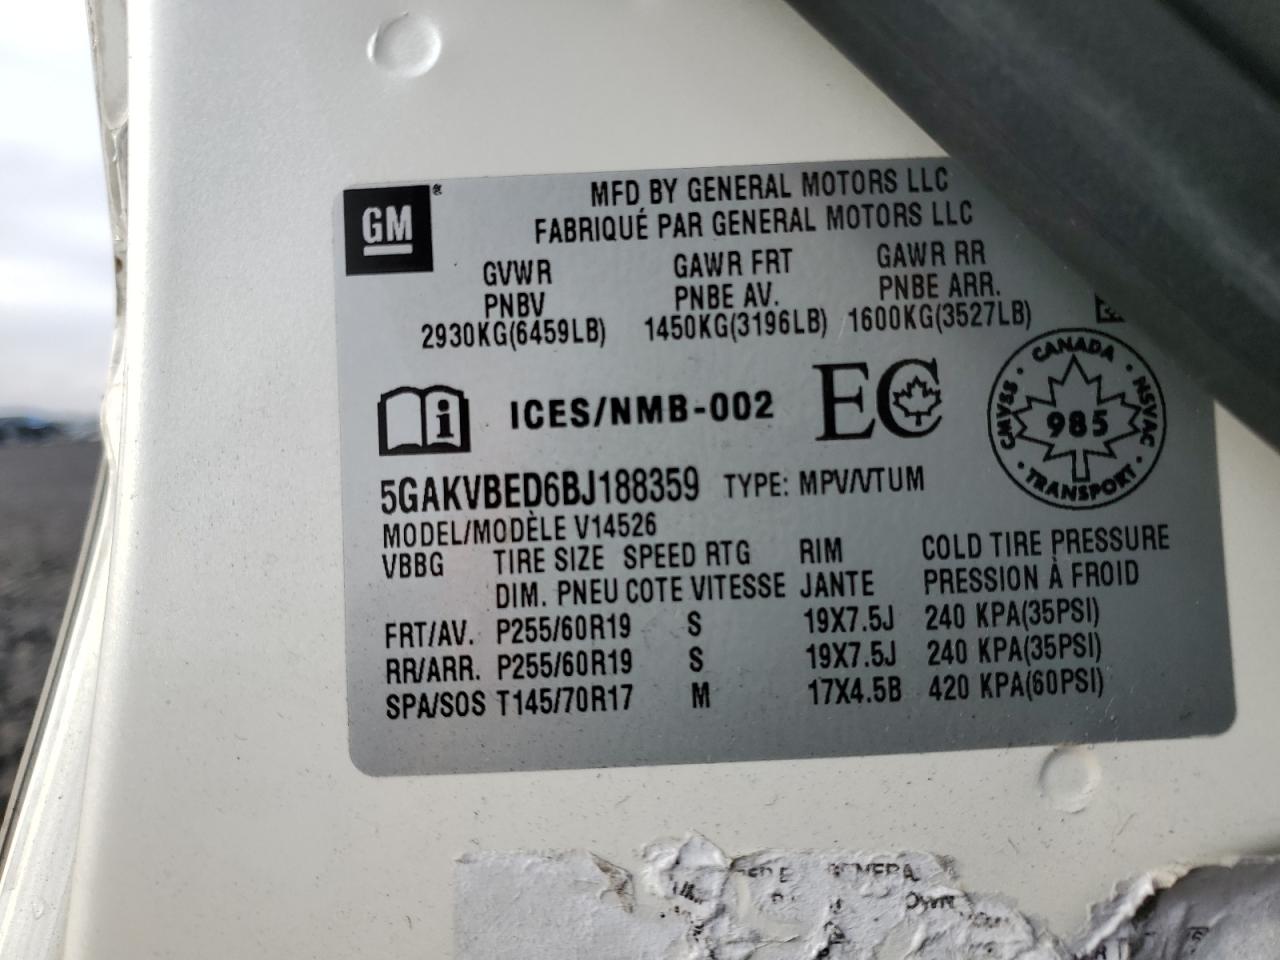 GM
MFD BY GENERAL MOTORS LLC
FABRIQUÉ PAR GENERAL MOTORS LLC
GVWR GAWR FRT GAWR RR
PNBV PNBE AV. PNBE ARR.
2930KG(6459LB) 1450KG(3196LB) 1600KG(3527LB)
i ICES/NMB-002 EC
CANADA
CMVSS · 985 · NSVAC
TRANSPORT
5GAKVBED6BJ188359 TYPE: MPV/VTUM
MODEL/MODÈLE V14526
VBBG TIRE SIZE SPEED RTG RIM COLD TIRE PRESSURE
DIM. PNEU COTE VITESSE JANTE PRESSION À FROID
FRT/AV. P255/60R19 S 19X7.5J 240 KPA(35PSI)
RR/ARR. P255/60R19 S 19X7.5J 240 KPA(35PSI)
SPA/SOS T145/70R17 M 17X4.5B 420 KPA(60PSI)